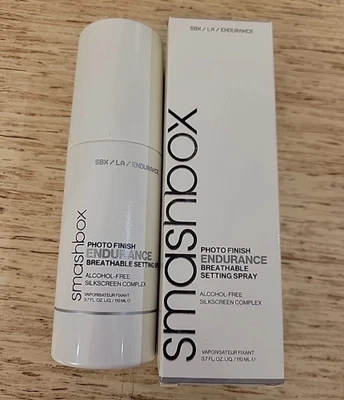 SBX / LA / ENDURANCE
smashbox
PHOTO FINISH
ENDURANCE
BREATHABLE SETTING
ALCOHOL-FREE
SILKSCREEN COMPLEX
VAPORISATEUR FIXANT
3.7 FL. OZ. LIQ. / 110 ML ℮
SBX / LA / ENDURANCE
smashbox
PHOTO FINISH
ENDURANCE
BREATHABLE
SETTING SPRAY
ALCOHOL-FREE
SILKSCREEN COMPLEX
VAPORISATEUR FIXANT
3.7 FL. OZ. LIQ. / 110 ML ℮